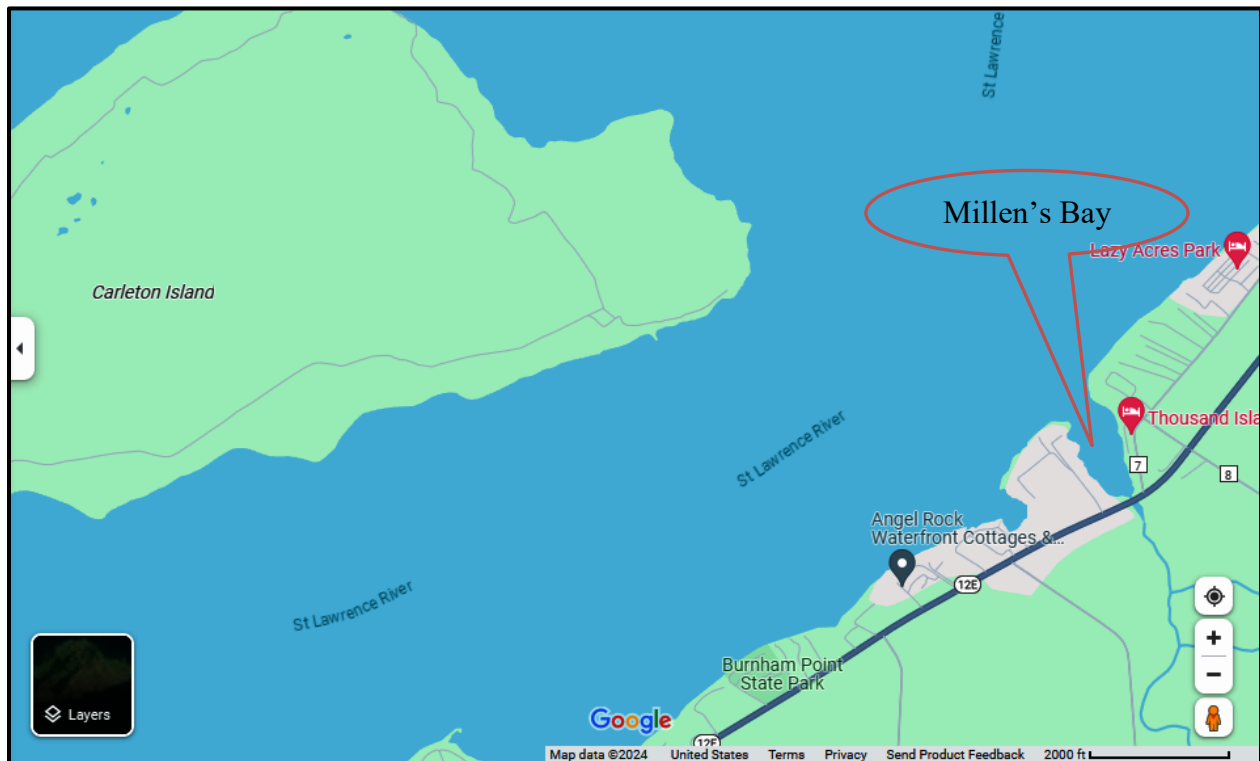 St Lawrence
Millen’s Bay
Lazy Acres Park
Carleton Island
Thousand Isla
St Lawrence River
7
8
Angel Rock
Waterfront Cottages &...
12E
St Lawrence River
Burnham Point
State Park
Layers
Google
12E
Map data ©2024 United States Terms Privacy Send Product Feedback 2000 ft